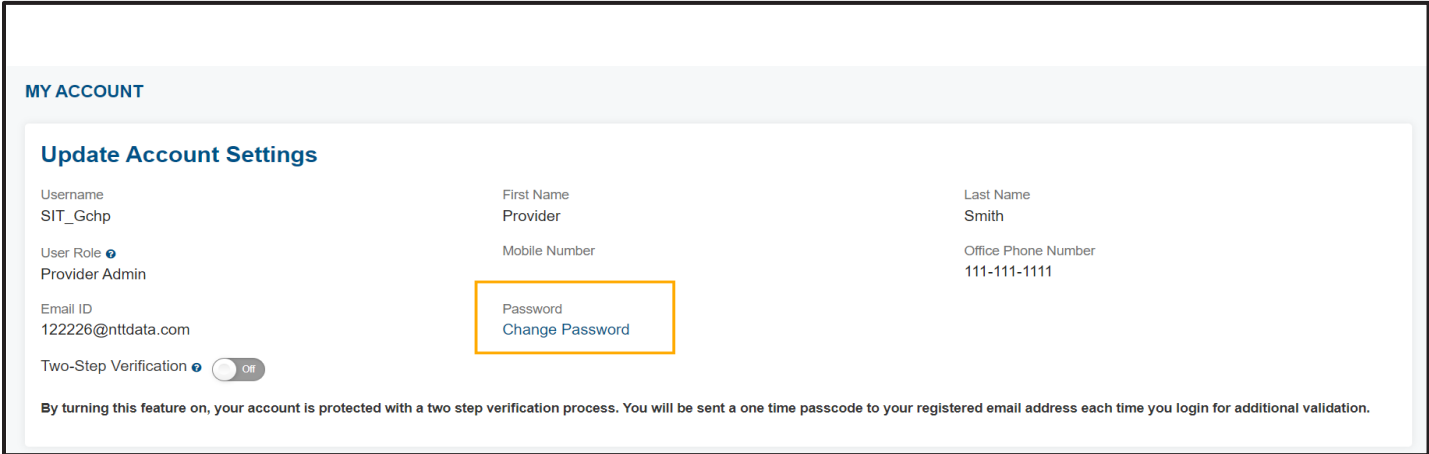 MY ACCOUNT
Update Account Settings
Username
SIT_Gchp
First Name
Provider
Last Name
Smith
User Role
Provider Admin
Mobile Number
Office Phone Number
111-111-1111
Email ID
122226@nttdata.com
Password
Change Password
Two-Step Verification
Off
By turning this feature on, your account is protected with a two step verification process. You will be sent a one time passcode to your registered email address each time you login for additional validation.